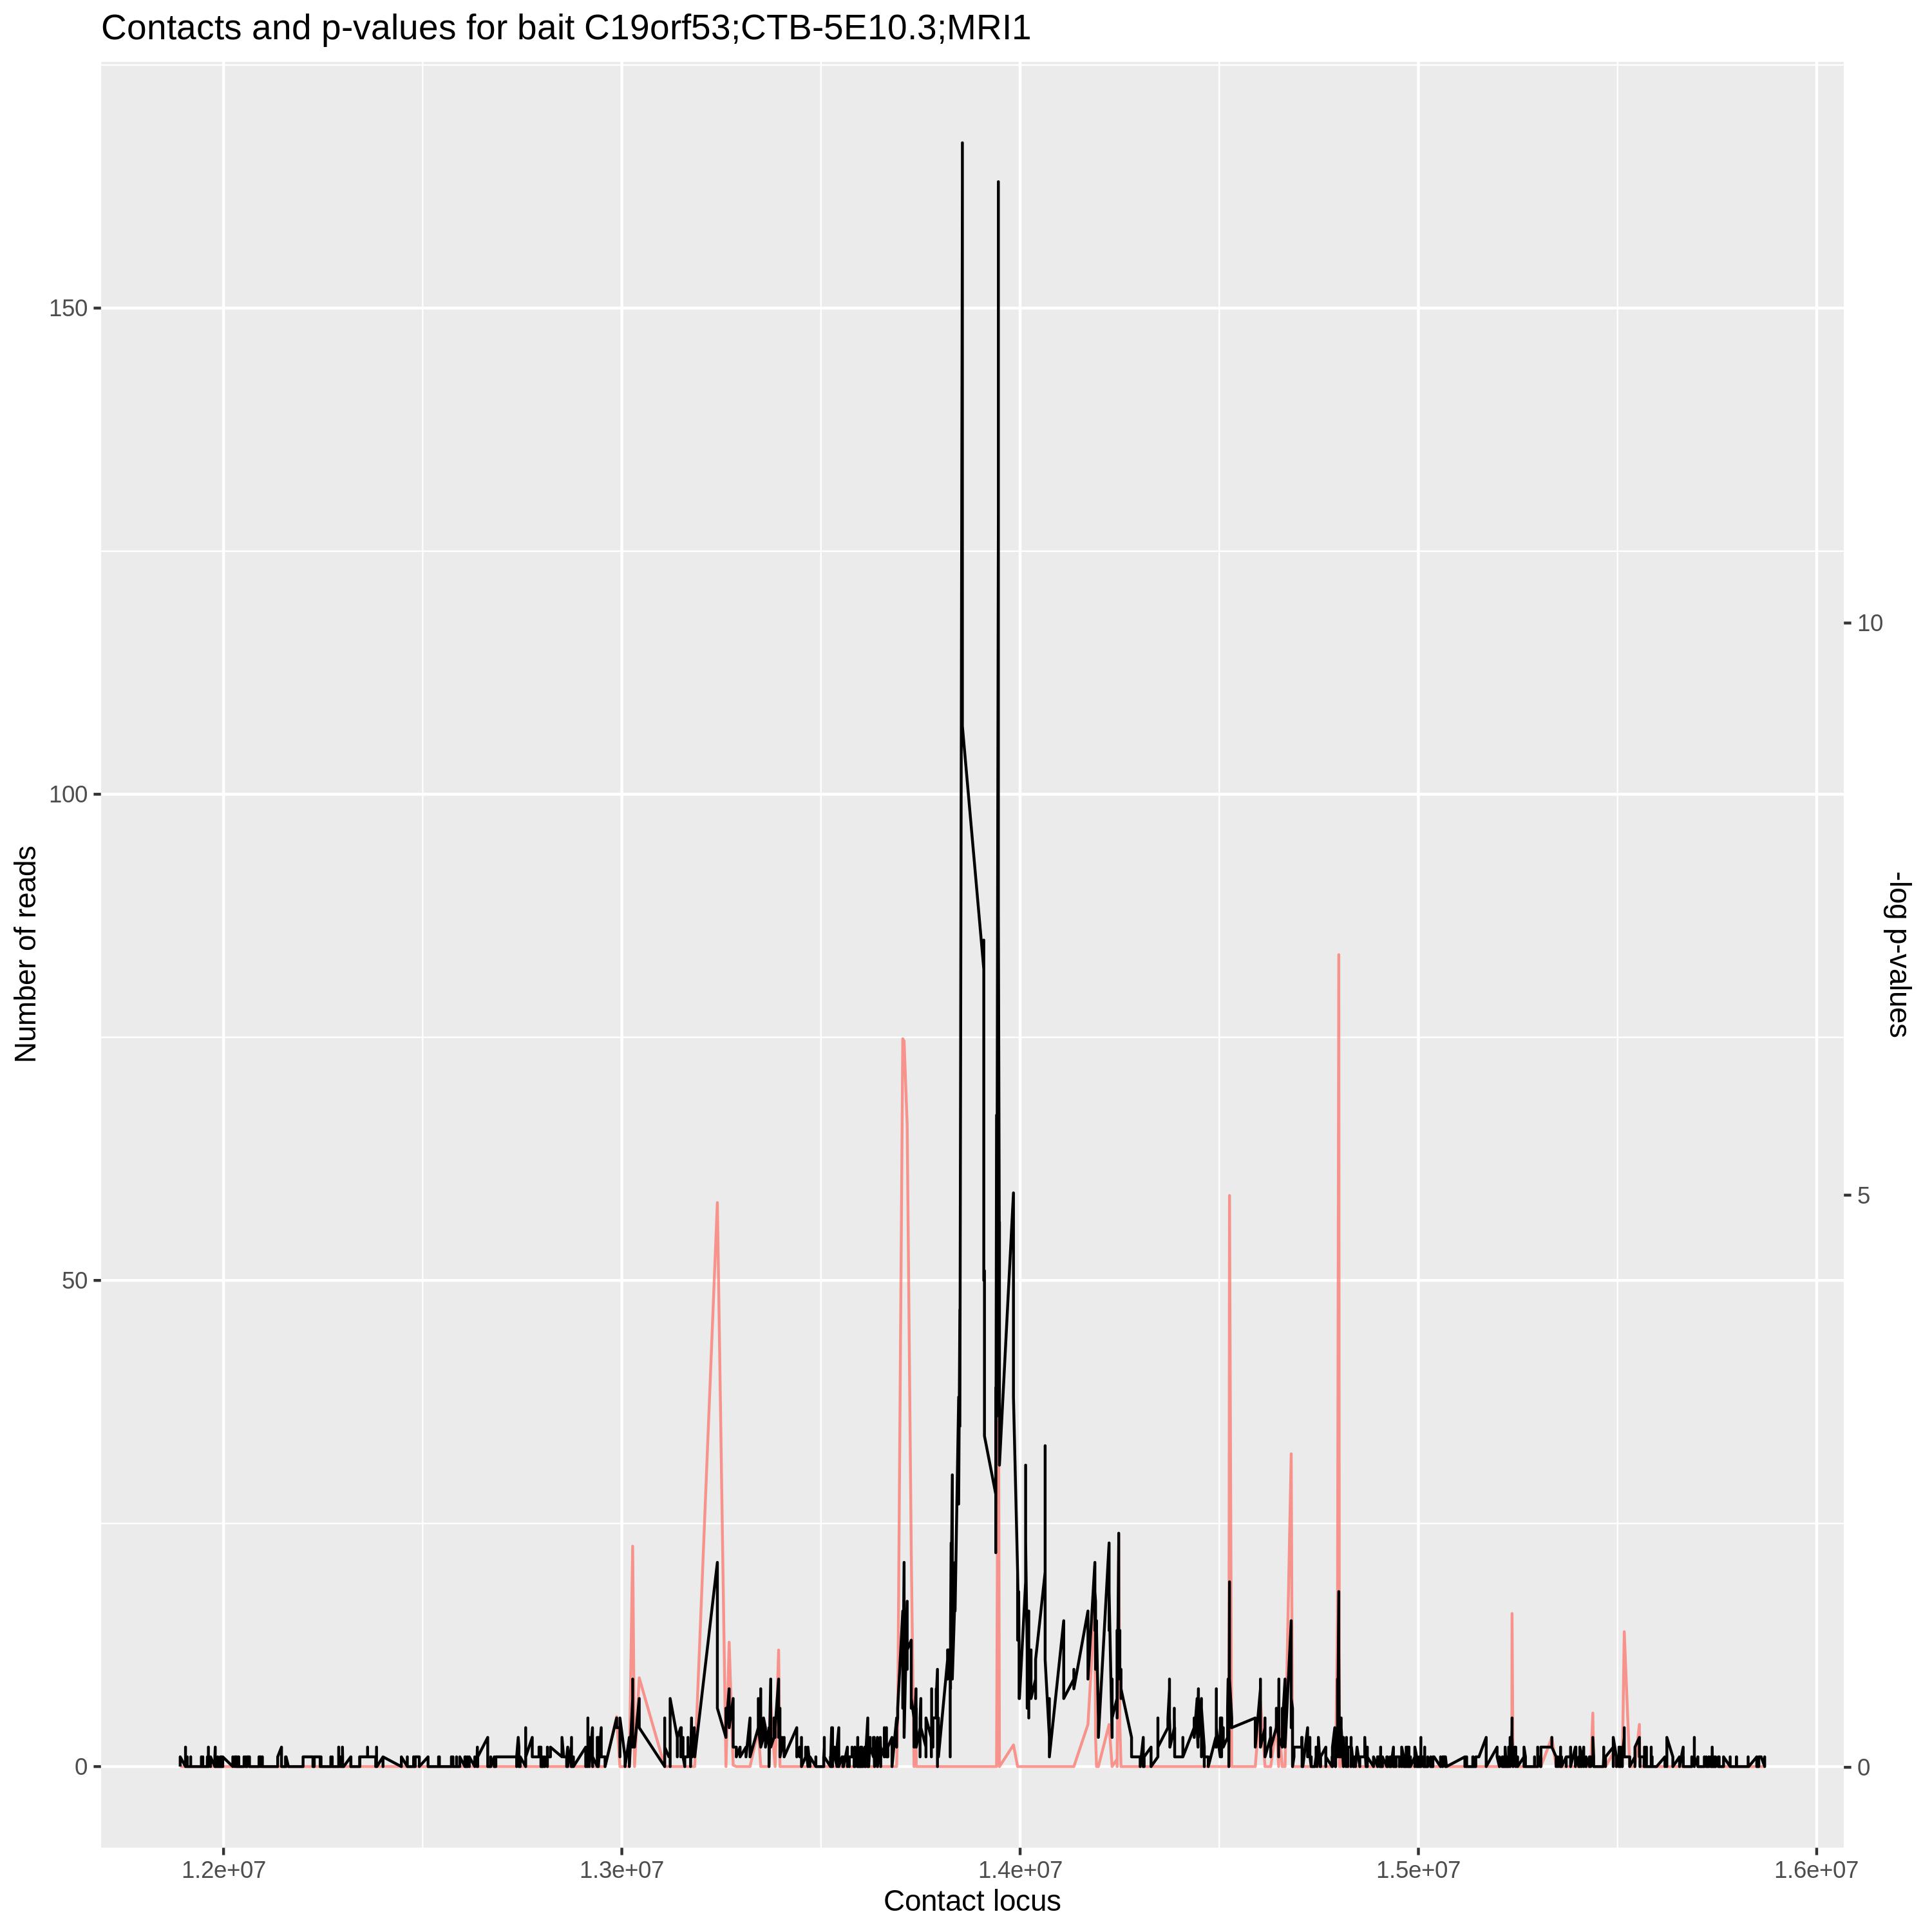 Contacts and p-values for bait C19orf53;CTB-5E10.3;MRI1
150
100
50
0
Number of reads
10
5
0
-log p-values
1.2e+07 1.3e+07 1.4e+07 1.5e+07 1.6e+07
Contact locus